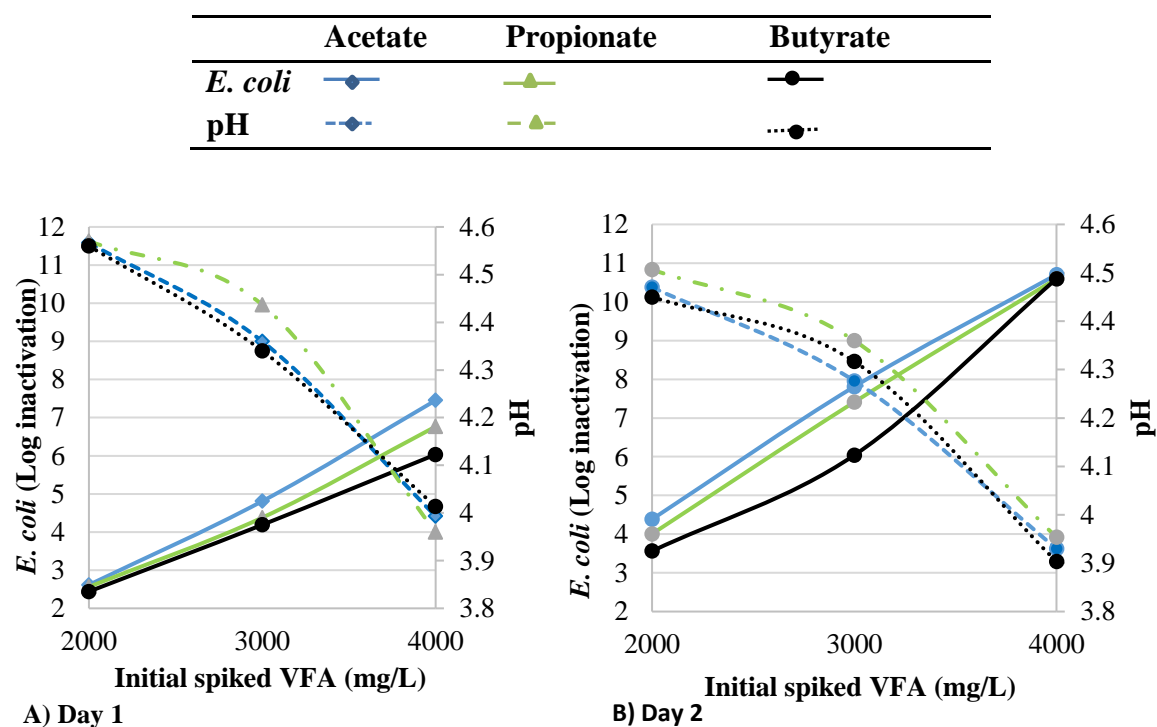 Acetate Propionate Butyrate
E. coli
pH
12 4.6 12 4.6
11 4.5 11 4.5
10 4.4 10 4.4
9 4.3 9 4.3
8 4.2 8 4.2
7 4.1 7 4.1
6 4 6 4
5 3.9 5 3.9
4 3.8 4 3.8
3 3
2 2
E. coli (Log inactivation)
pH
E. coli (Log inactivation)
pH
2000 3000 4000
2000 3000 4000
Initial spiked VFA (mg/L)
Initial spiked VFA (mg/L)
A) Day 1
B) Day 2